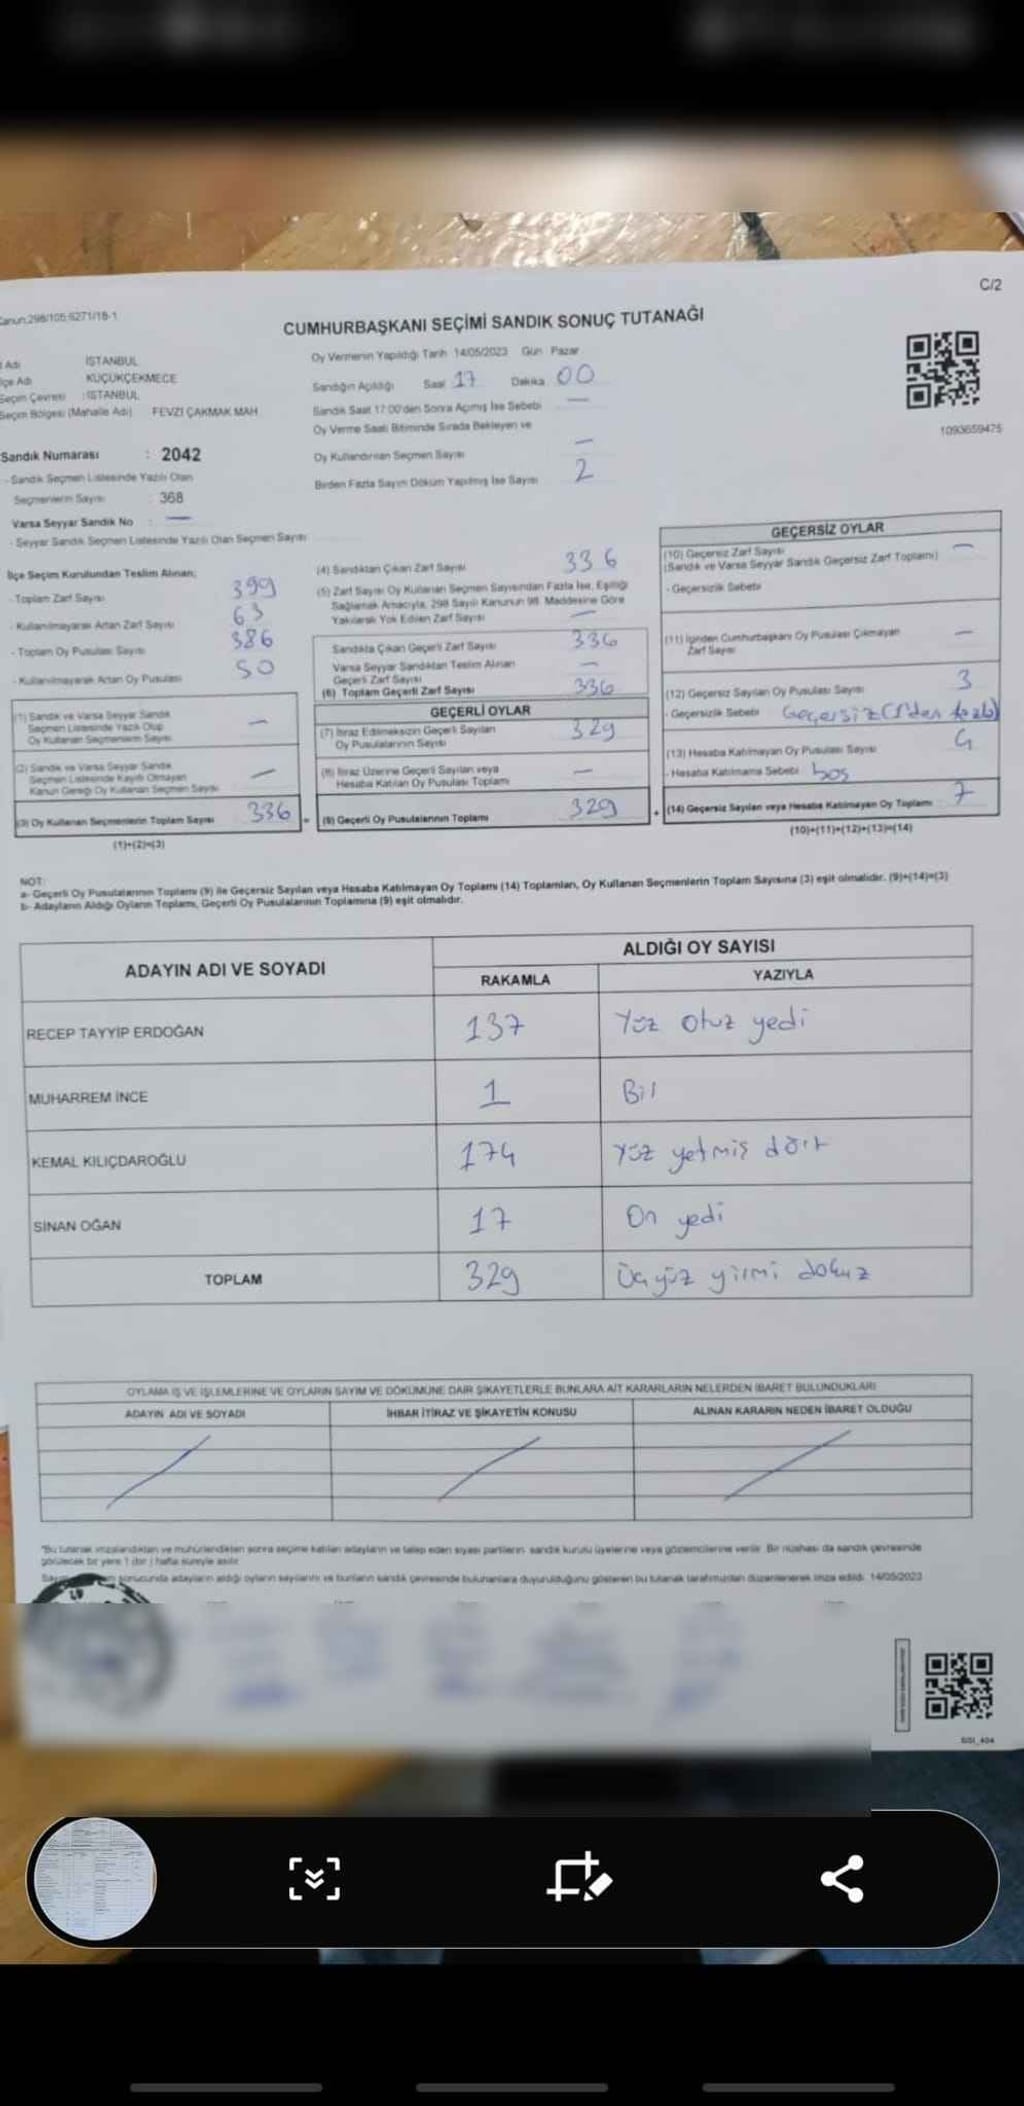 C/2
Kanun:298/105;6271/18-1
CUMHURBAŞKANI SEÇİMİ SANDIK SONUÇ TUTANAĞI
Adı İSTANBUL
İlçe Adı KÜÇÜKÇEKMECE
Seçim Çevresi : İSTANBUL
Seçim Bölgesi (Mahalle Adı) FEVZİ ÇAKMAK MAH
Oy Vermenin Yapıldığı Tarih 14/05/2023 Gün Pazar
Sandığın Açıldığı Saat 17 Dakika 00
Sandık Saat 17:00'den Sonra Açılmış İse Sebebi —
Oy Verme Saati Bitiminde Sırada Bekleyen ve
Oy Kullandırılan Seçmen Sayısı —
Birden Fazla Sayım Döküm Yapılmış İse Sayısı 2
1093659475
Sandık Numarası : 2042
- Sandık Seçmen Listesinde Yazılı Olan
Seçmenlerin Sayısı : 368
Varsa Seyyar Sandık No : —
- Seyyar Sandık Seçmen Listesinde Yazılı Olan Seçmen Sayısı
İlçe Seçim Kurulundan Teslim Alınan;
- Toplam Zarf Sayısı 399
- Kullanılmayarak Artan Zarf Sayısı 63
- Toplam Oy Pusulası Sayısı 386
- Kullanılmayarak Artan Oy Pusulası 50
(1) Sandık ve Varsa Seyyar Sandık
Seçmen Listesinde Yazılı Olup
Oy Kullanan Seçmenlerin Sayısı —
(2) Sandık ve Varsa Seyyar Sandık
Seçmen Listesinde Kayıtlı Olmayan
Kanun Gereği Oy Kullanan Seçmen Sayısı —
(3) Oy Kullanan Seçmenlerin Toplam Sayısı 336
(1)+(2)=(3)
(4) Sandıktan Çıkan Zarf Sayısı 336
(5) Zarf Sayısı Oy Kullanan Seçmen Sayısından Fazla İse, Eşitliği
Sağlamak Amacıyla, 298 Sayılı Kanunun 98. Maddesine Göre
Yakılarak Yok Edilen Zarf Sayısı —
Sandıkta Çıkan Geçerli Zarf Sayısı 336
Varsa Seyyar Sandıktan Teslim Alınan
Geçerli Zarf Sayısı —
(6) Toplam Geçerli Zarf Sayısı 336
GEÇERLİ OYLAR
(7) İtiraz Edilmeksizin Geçerli Sayılan
Oy Pusulalarının Sayısı 329
(8) İtiraz Üzerine Geçerli Sayılan veya
Hesaba Katılan Oy Pusulası Toplamı —
= (9) Geçerli Oy Pusulalarının Toplamı 329
GEÇERSİZ OYLAR
(10) Geçersiz Zarf Sayısı
(Sandık ve Varsa Seyyar Sandık Geçersiz Zarf Toplamı) —
- Geçersizlik Sebebi
(11) İçinden Cumhurbaşkanı Oy Pusulası Çıkmayan
Zarf Sayısı —
(12) Geçersiz Sayılan Oy Pusulası Sayısı 3
- Geçersizlik Sebebi Geçersiz (1'den fazla)
(13) Hesaba Katılmayan Oy Pusulası Sayısı 4
- Hesaba Katılmama Sebebi boş
+ (14) Geçersiz Sayılan veya Hesaba Katılmayan Oy Toplamı 7
(10)+(11)+(12)+(13)=(14)
NOT:
a- Geçerli Oy Pusulalarının Toplamı (9) ile Geçersiz Sayılan veya Hesaba Katılmayan Oy Toplamı (14) Toplamları, Oy Kullanan Seçmenlerin Toplam Sayısına (3) eşit olmalıdır. (9)+(14)=(3)
b- Adayların Aldığı Oyların Toplamı, Geçerli Oy Pusulalarının Toplamına (9) eşit olmalıdır.
ADAYIN ADI VE SOYADI ALDIĞI OY SAYISI
RAKAMLA YAZIYLA
RECEP TAYYİP ERDOĞAN 137 Yüz otuz yedi
MUHARREM İNCE 1 Bir
KEMAL KILIÇDAROĞLU 174 Yüz yetmiş dört
SİNAN OĞAN 17 On yedi
TOPLAM 329 Üçyüz yirmi dokuz
OYLAMA İŞ VE İŞLEMLERİNE VE OYLARIN SAYIM VE DÖKÜMÜNE DAİR ŞİKAYETLERLE BUNLARA AİT KARARLARIN NELERDEN İBARET BULUNDUKLARI
ADAYIN ADI VE SOYADI İHBAR İTİRAZ VE ŞİKAYETİN KONUSU ALINAN KARARIN NEDEN İBARET OLDUĞU
*Bu tutanak imzalandıktan ve mühürlendikten sonra seçime katılan adayların ve talep eden siyasi partilerin sandık kurulu üyelerine veya gözlemcilerine verilir. Bir nüshası da sandık çevresinde
görülecek bir yere 1 (bir) hafta süreyle asılır.
sonucunda adayların aldığı oyların sayılarını ve bunların sandık çevresinde bulunanlara duyurulduğunu gösteren bu tutanak tarafımızdan düzenlenerek imza edildi. 14/05/2023